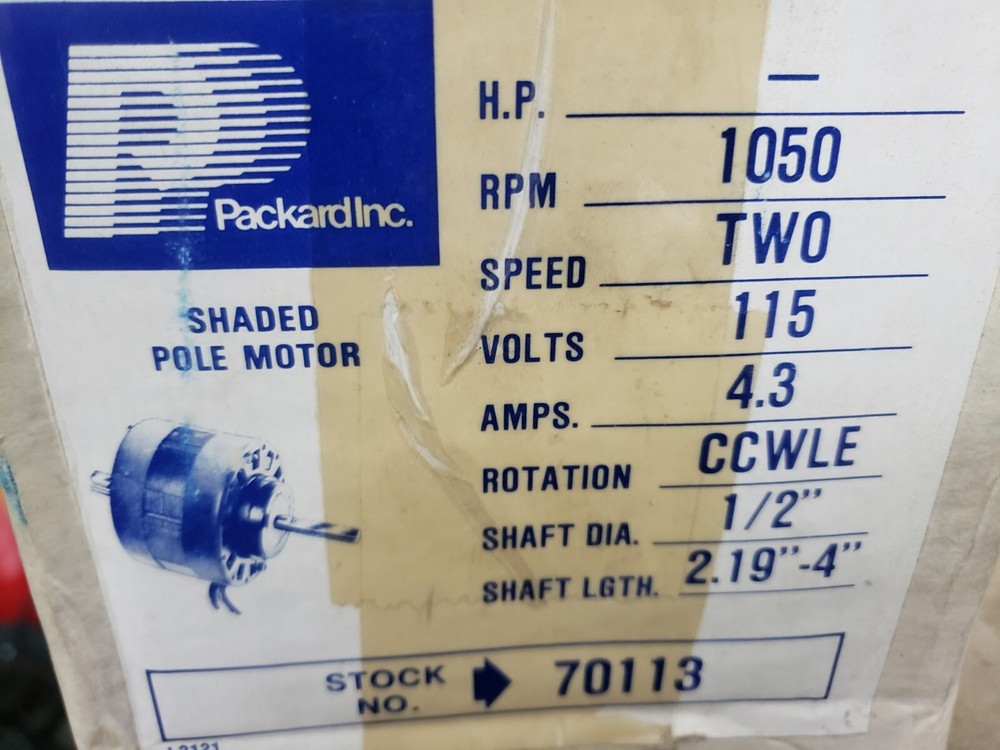 Packard Inc.
SHADED
POLE MOTOR
H.P. —
RPM 1050
SPEED TWO
VOLTS 115
AMPS. 4.3
ROTATION CCWLE
SHAFT DIA. 1/2"
SHAFT LGTH. 2.19"-4"
STOCK
NO. 70113